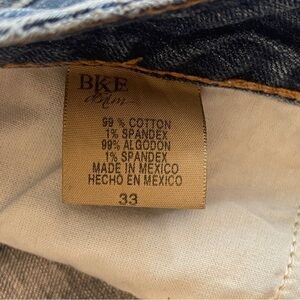 BKE
denim
99 % COTTON
1% SPANDEX
99% ALGODON
1% SPANDEX
MADE IN MEXICO
HECHO EN MEXICO
33